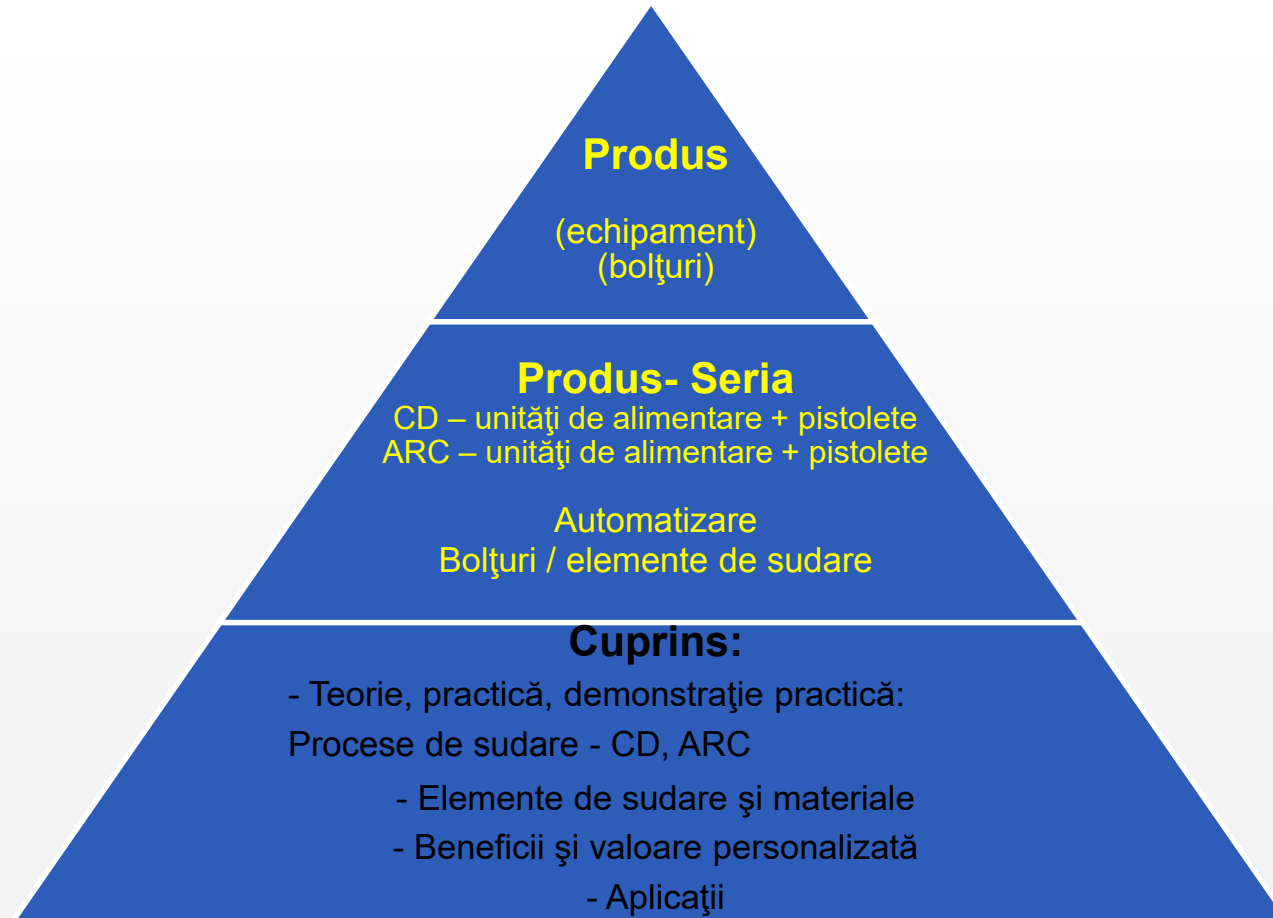 Produs
(echipament)
(bolţuri)
Produs- Seria
CD – unităţi de alimentare + pistolete
ARC – unităţi de alimentare + pistolete
Automatizare
Bolţuri / elemente de sudare
Cuprins:
- Teorie, practică, demonstraţie practică:
Procese de sudare - CD, ARC
- Elemente de sudare şi materiale
- Beneficii şi valoare personalizată
- Aplicaţii